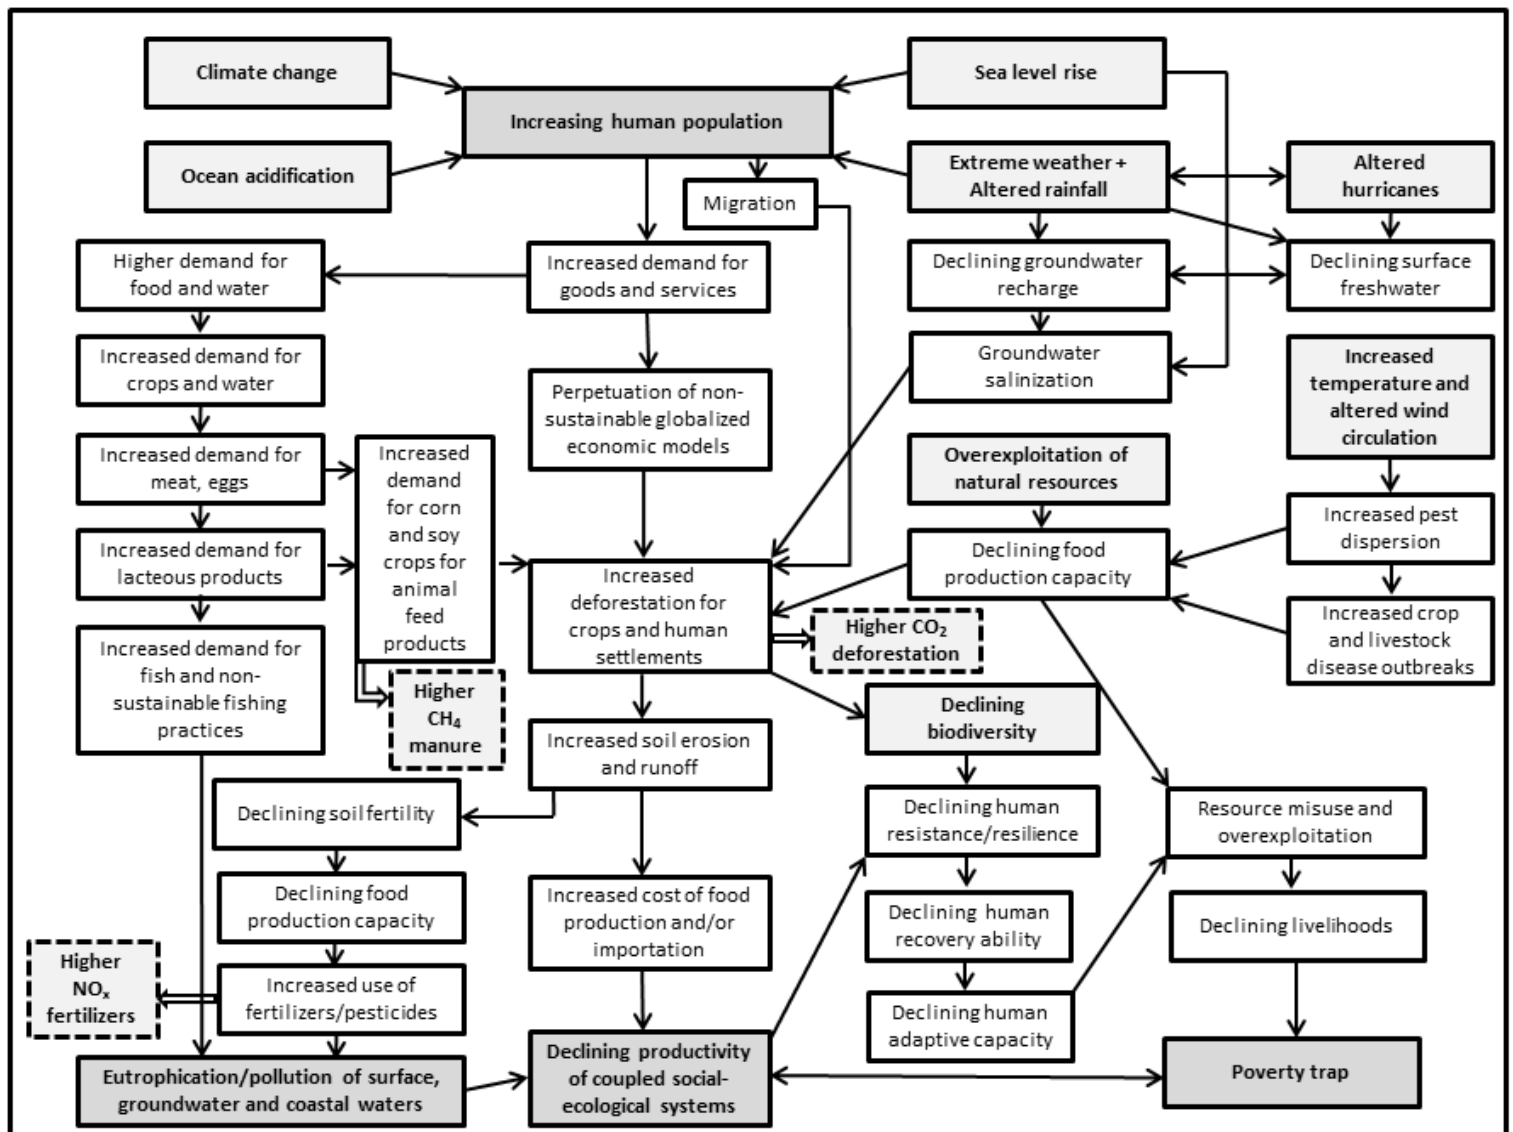 Climate change
Sea level rise
Increasing human population
Ocean acidification
Extreme weather +
Altered rainfall
Altered
hurricanes
Migration
Higher demand for
food and water
Increased demand for
goods and services
Declining groundwater
recharge
Declining surface
freshwater
Increased demand for
crops and water
Perpetuation of non-
sustainable globalized
economic models
Groundwater
salinization
Increased
temperature and
altered wind
circulation
Increased demand for
meat, eggs
Increased
demand
for corn
and soy
crops for
animal
feed
products
Overexploitation of
natural resources
Increased pest
dispersion
Increased demand for
lacteous products
Increased
deforestation for
crops and human
settlements
Declining food
production capacity
Increased crop
and livestock
disease outbreaks
Higher CO₂
deforestation
Increased demand for
fish and non-
sustainable fishing
practices
Higher
CH₄
manure
Declining
biodiversity
Increased soil erosion
and runoff
Declining soil fertility
Declining human
resistance/resilience
Resource misuse and
overexploitation
Declining food
production capacity
Increased cost of food
production and/or
importation
Declining human
recovery ability
Declining livelihoods
Higher
NOₓ
fertilizers
Increased use of
fertilizers/pesticides
Declining human
adaptive capacity
Eutrophication/pollution of surface,
groundwater and coastal waters
Declining productivity
of coupled social-
ecological systems
Poverty trap